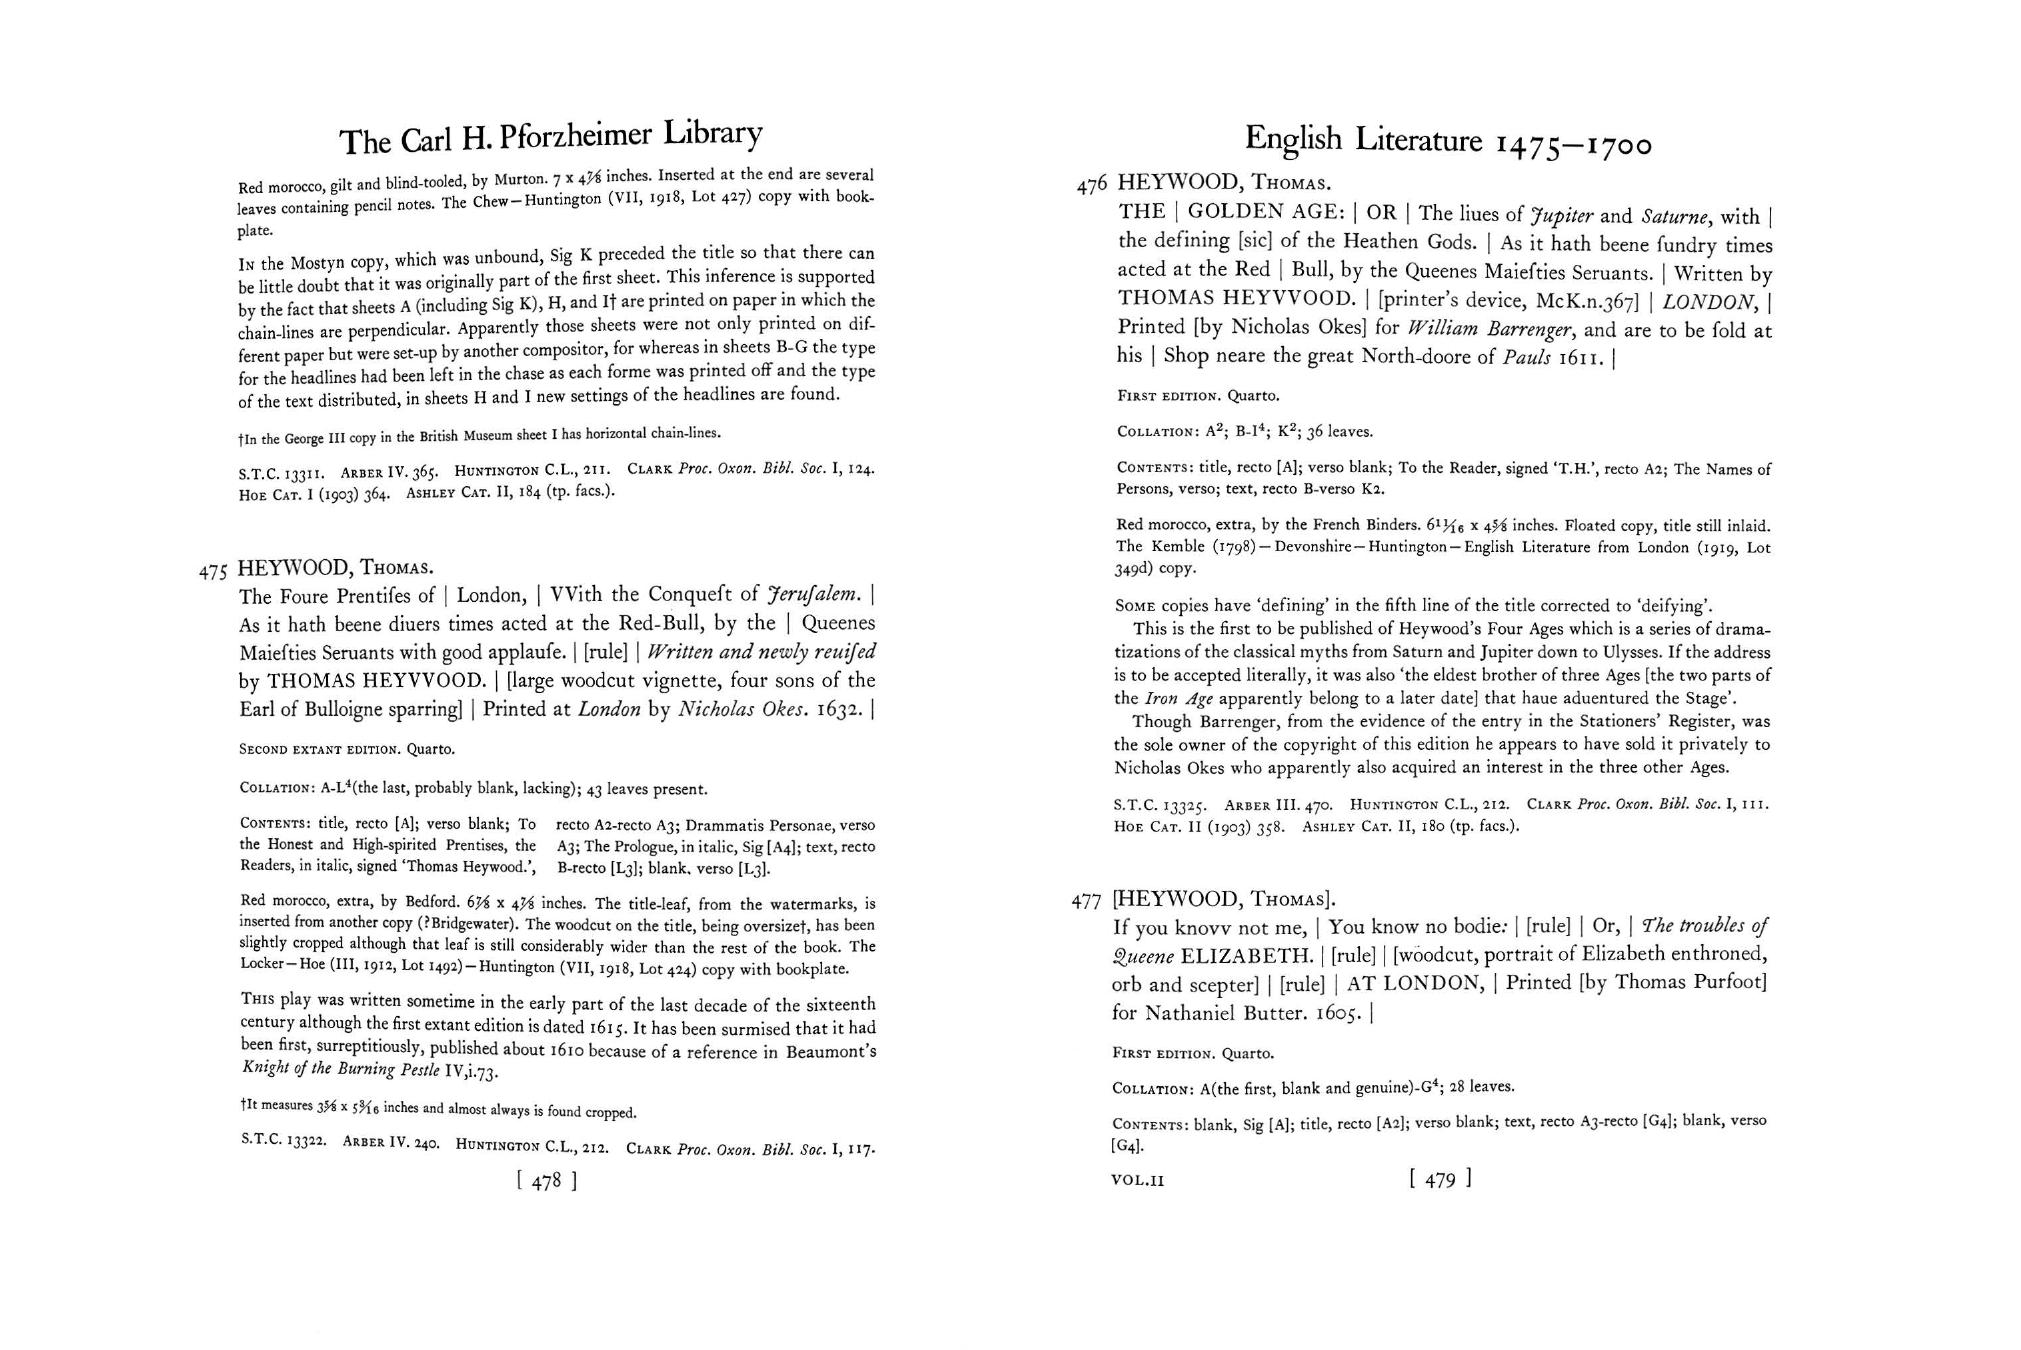 The Carl H. Pforzheimer Library
Red morocco, gilt and blind-tooled, by Murton. 7 x 4⅞ inches. Inserted at the end are several
leaves containing pencil notes. The Chew—Huntington (VII, 1918, Lot 427) copy with book-
plate.
IN the Mostyn copy, which was unbound, Sig K preceded the title so that there can
be little doubt that it was originally part of the first sheet. This inference is supported
by the fact that sheets A (including Sig K), H, and I† are printed on paper in which the
chain-lines are perpendicular. Apparently those sheets were not only printed on dif-
ferent paper but were set-up by another compositor, for whereas in sheets B-G the type
for the headlines had been left in the chase as each forme was printed off and the type
of the text distributed, in sheets H and I new settings of the headlines are found.
†In the George III copy in the British Museum sheet I has horizontal chain-lines.
S.T.C. 13311. ARBER IV. 365. HUNTINGTON C.L., 211. CLARK Proc. Oxon. Bibl. Soc. I, 124.
HOE CAT. I (1903) 364. ASHLEY CAT. II, 184 (tp. facs.).
475 HEYWOOD, THOMAS.
The Foure Prentiſes of | London, | VVith the Conqueſt of Jeruſalem. |
As it hath beene diuers times acted at the Red-Bull, by the | Queenes
Maieſties Seruants with good applauſe. | [rule] | Written and newly reuiſed
by THOMAS HEYVVOOD. | [large woodcut vignette, four sons of the
Earl of Bulloigne sparring] | Printed at London by Nicholas Okes. 1632. |
SECOND EXTANT EDITION. Quarto.
COLLATION: A-L⁴(the last, probably blank, lacking); 43 leaves present.
CONTENTS: title, recto [A]; verso blank; To
the Honest and High-spirited Prentises, the
Readers, in italic, signed ‘Thomas Heywood.’,
recto A2-recto A3; Drammatis Personae, verso
A3; The Prologue, in italic, Sig [A4]; text, recto
B-recto [L3]; blank, verso [L3].
Red morocco, extra, by Bedford. 6⅞ x 4⅞ inches. The title-leaf, from the watermarks, is
inserted from another copy (?Bridgewater). The woodcut on the title, being oversize†, has been
slightly cropped although that leaf is still considerably wider than the rest of the book. The
Locker—Hoe (III, 1912, Lot 1492)—Huntington (VII, 1918, Lot 424) copy with bookplate.
THIS play was written sometime in the early part of the last decade of the sixteenth
century although the first extant edition is dated 1615. It has been surmised that it had
been first, surreptitiously, published about 1610 because of a reference in Beaumont’s
Knight of the Burning Pestle IV,i.73.
†It measures 3⅝ x 5³⁄₁₆ inches and almost always is found cropped.
S.T.C. 13322. ARBER IV. 240. HUNTINGTON C.L., 212. CLARK Proc. Oxon. Bibl. Soc. I, 117.
[ 478 ]
English Literature 1475—1700
476 HEYWOOD, THOMAS.
THE | GOLDEN AGE: | OR | The liues of Jupiter and Saturne, with |
the defining [sic] of the Heathen Gods. | As it hath beene ſundry times
acted at the Red | Bull, by the Queenes Maieſties Seruants. | Written by
THOMAS HEYVVOOD. | [printer’s device, McK.n.367] | LONDON, |
Printed [by Nicholas Okes] for William Barrenger, and are to be ſold at
his | Shop neare the great North-doore of Pauls 1611. |
FIRST EDITION. Quarto.
COLLATION: A²; B-I⁴; K²; 36 leaves.
CONTENTS: title, recto [A]; verso blank; To the Reader, signed ‘T.H.’, recto A2; The Names of
Persons, verso; text, recto B-verso K2.
Red morocco, extra, by the French Binders. 6¹¹⁄₁₆ x 4⅝ inches. Floated copy, title still inlaid.
The Kemble (1798)—Devonshire—Huntington—English Literature from London (1919, Lot
349d) copy.
SOME copies have ‘defining’ in the fifth line of the title corrected to ‘deifying’.
This is the first to be published of Heywood’s Four Ages which is a series of drama-
tizations of the classical myths from Saturn and Jupiter down to Ulysses. If the address
is to be accepted literally, it was also ‘the eldest brother of three Ages [the two parts of
the Iron Age apparently belong to a later date] that haue aduentured the Stage’.
Though Barrenger, from the evidence of the entry in the Stationers’ Register, was
the sole owner of the copyright of this edition he appears to have sold it privately to
Nicholas Okes who apparently also acquired an interest in the three other Ages.
S.T.C. 13325. ARBER III. 470. HUNTINGTON C.L., 212. CLARK Proc. Oxon. Bibl. Soc. I, 111.
HOE CAT. II (1903) 358. ASHLEY CAT. II, 180 (tp. facs.).
477 [HEYWOOD, THOMAS].
If you knovv not me, | You know no bodie: | [rule] | Or, | The troubles of
Queene ELIZABETH. | [rule] | [woodcut, portrait of Elizabeth enthroned,
orb and scepter] | [rule] | AT LONDON, | Printed [by Thomas Purfoot]
for Nathaniel Butter. 1605. |
FIRST EDITION. Quarto.
COLLATION: A(the first, blank and genuine)-G⁴; 28 leaves.
CONTENTS: blank, Sig [A]; title, recto [A2]; verso blank; text, recto A3-recto [G4]; blank, verso
[G4].
VOL.II [ 479 ]